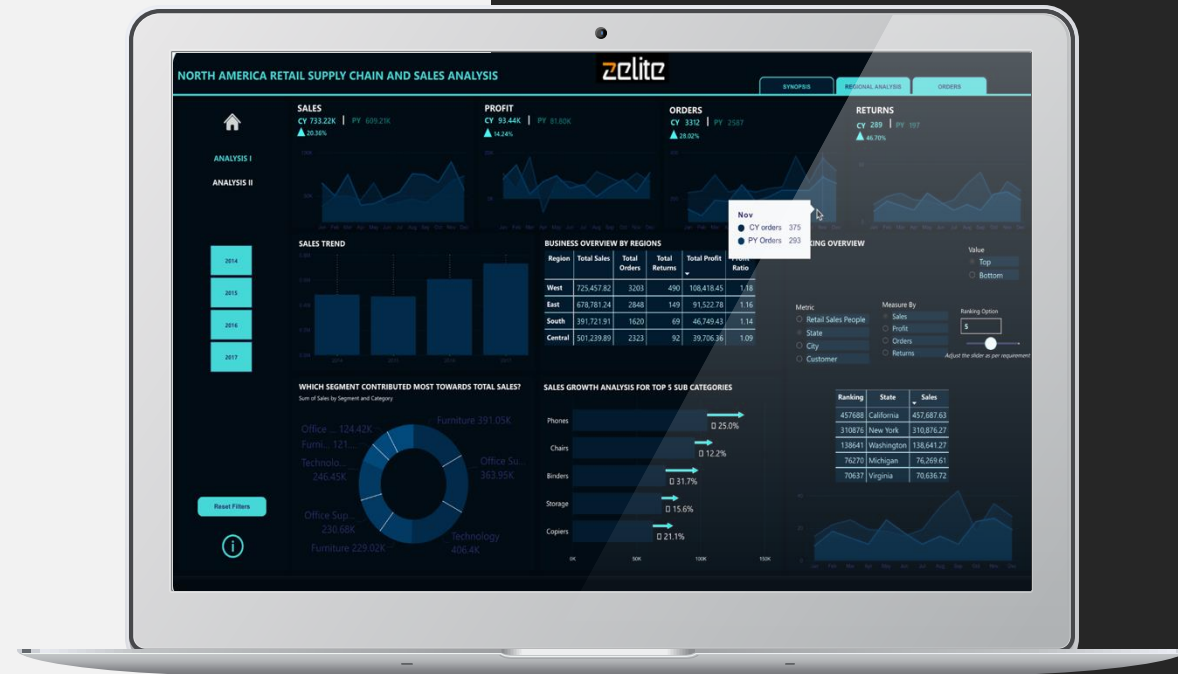 NORTH AMERICA RETAIL SUPPLY CHAIN AND SALES ANALYSIS
zelite
SYNOPSIS
REGIONAL ANALYSIS
ORDERS
ANALYSIS I
ANALYSIS II
2014
2015
2016
2017
Reset Filters
i
SALES
CY 733.22K | PY 609.21K
20.36%
PROFIT
CY 93.44K | PY 81.80K
14.24%
ORDERS
CY 3312 | PY 2587
28.02%
RETURNS
CY 289 | PY 197
46.70%
Nov
CY orders 375
PY Orders 293
SALES TREND
2014 2015 2016 2017
BUSINESS OVERVIEW BY REGIONS
Region Total Sales Total Orders Total Returns Total Profit Ratio
West 725,457.82 3203 490 108,418.45 1.18
East 678,781.24 2848 149 91,522.78 1.16
South 391,721.91 1620 69 46,749.43 1.14
Central 501,239.89 2323 92 39,706.36 1.09
OVERVIEW
Value
Top
Bottom
Metric
Retail Sales People
State
City
Customer
Measure By
Sales
Profit
Orders
Returns
Ranking Option
5
Adjust the slider as per requirement
WHICH SEGMENT CONTRIBUTED MOST TOWARDS TOTAL SALES?
Sum of Sales by Segment and Category
Furniture 391.05K
Office So...
363.95K
Technology
406.4K
Furniture 229.02K
Office Sup...
230.68K
Technolo...
246.45K
Furni... 121...
Office ... 124.42K
SALES GROWTH ANALYSIS FOR TOP 5 SUB CATEGORIES
Phones
25.0%
Chairs
12.2%
Binders
31.7%
Storage
15.6%
Copiers
21.1%
0K 50K 100K 150K
Ranking State Sales
457688 California 457,687.63
310876 New York 310,876.27
138641 Washington 138,641.27
76270 Michigan 76,269.61
70637 Virginia 70,636.72